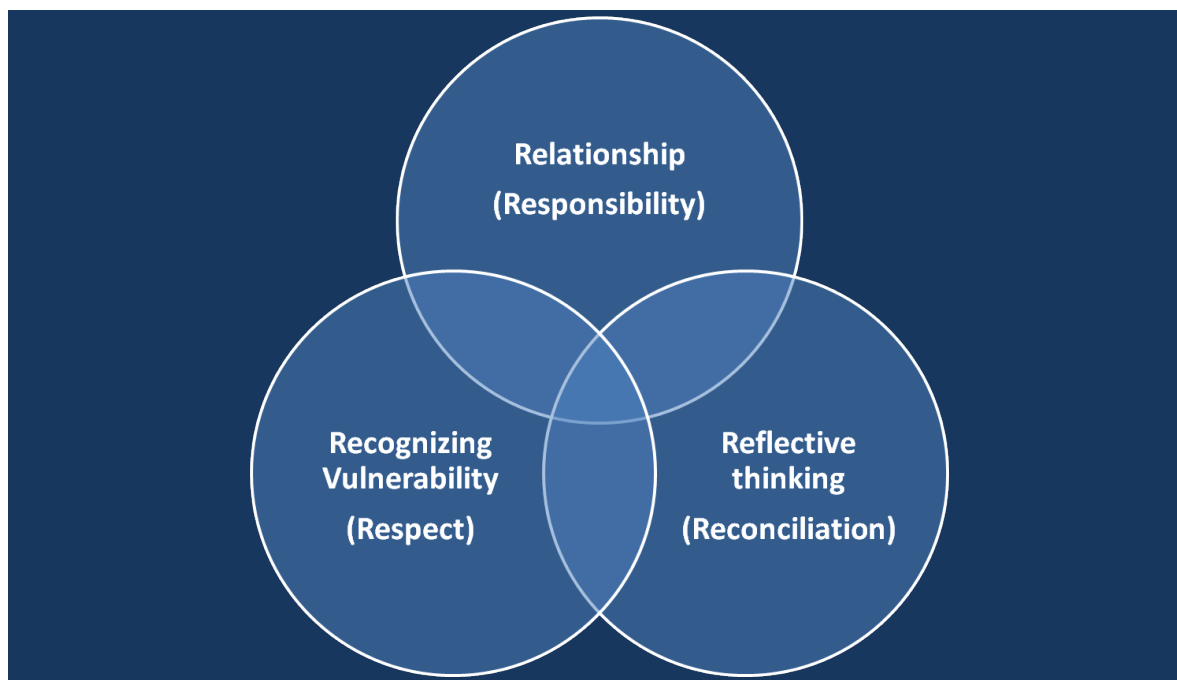 Relationship
(Responsibility)
Recognizing
Vulnerability
(Respect)
Reflective
thinking
(Reconciliation)